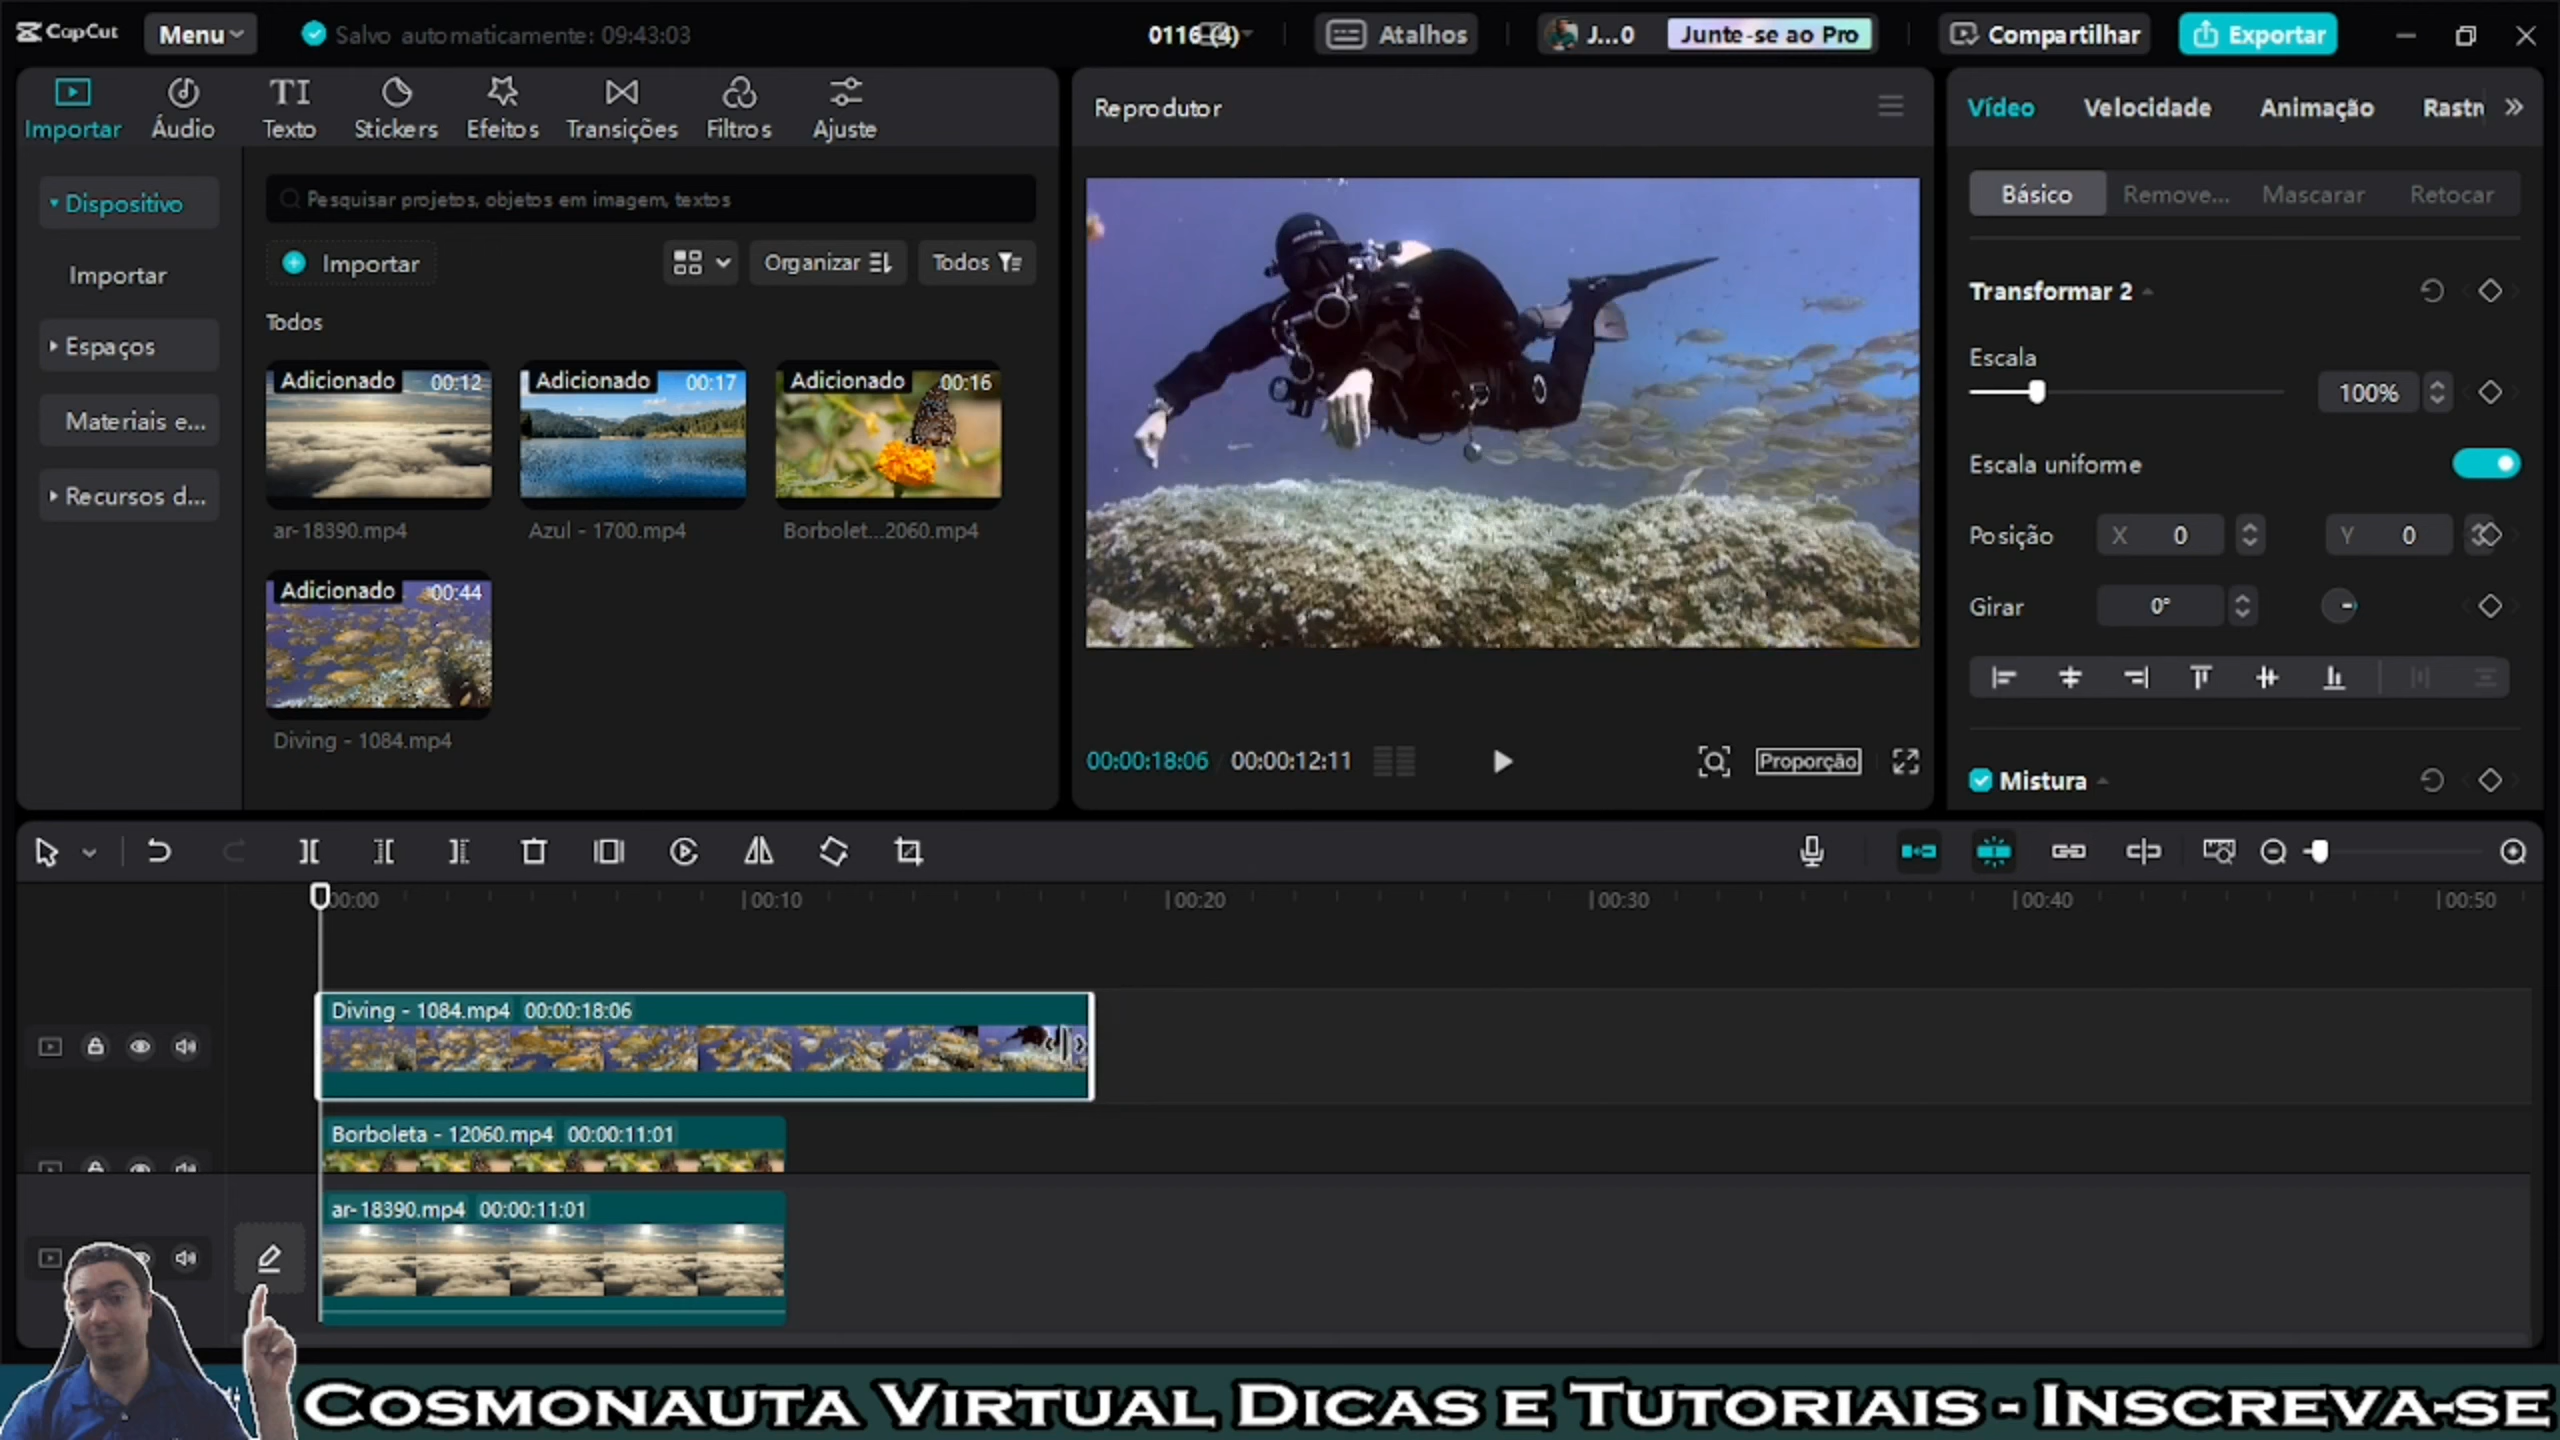 CapCut Menu Salvo automaticamente: 09:43:03 0116 (4) Atalhos J...0 Junte-se ao Pro Compartilhar Exportar
Importar Áudio Texto Stickers Efeitos Transições Filtros Ajuste
Dispositivo
Importar
Espaços
Materiais e...
Recursos d...
Pesquisar projetos, objetos em imagem, textos
Importar Organizar Todos
Todos
Adicionado 00:12 Adicionado 00:17 Adicionado 00:16
ar-18390.mp4 Azul - 1700.mp4 Borbolet...2060.mp4
Adicionado 00:44
Diving - 1084.mp4
Reprodutor
00:00:18:06 00:00:12:11 Proporção
Vídeo Velocidade Animação Rastr
Básico Remove... Mascarar Retocar
Transformar 2
Escala
100%
Escala uniforme
Posição X 0 Y 0
Girar 0°
Mistura
00:00 00:10 00:20 00:30 00:40 00:50
Diving - 1084.mp4 00:00:18:06
Borboleta - 12060.mp4 00:00:11:01
ar-18390.mp4 00:00:11:01
Cosmonauta Virtual Dicas e Tutoriais - Inscreva-se